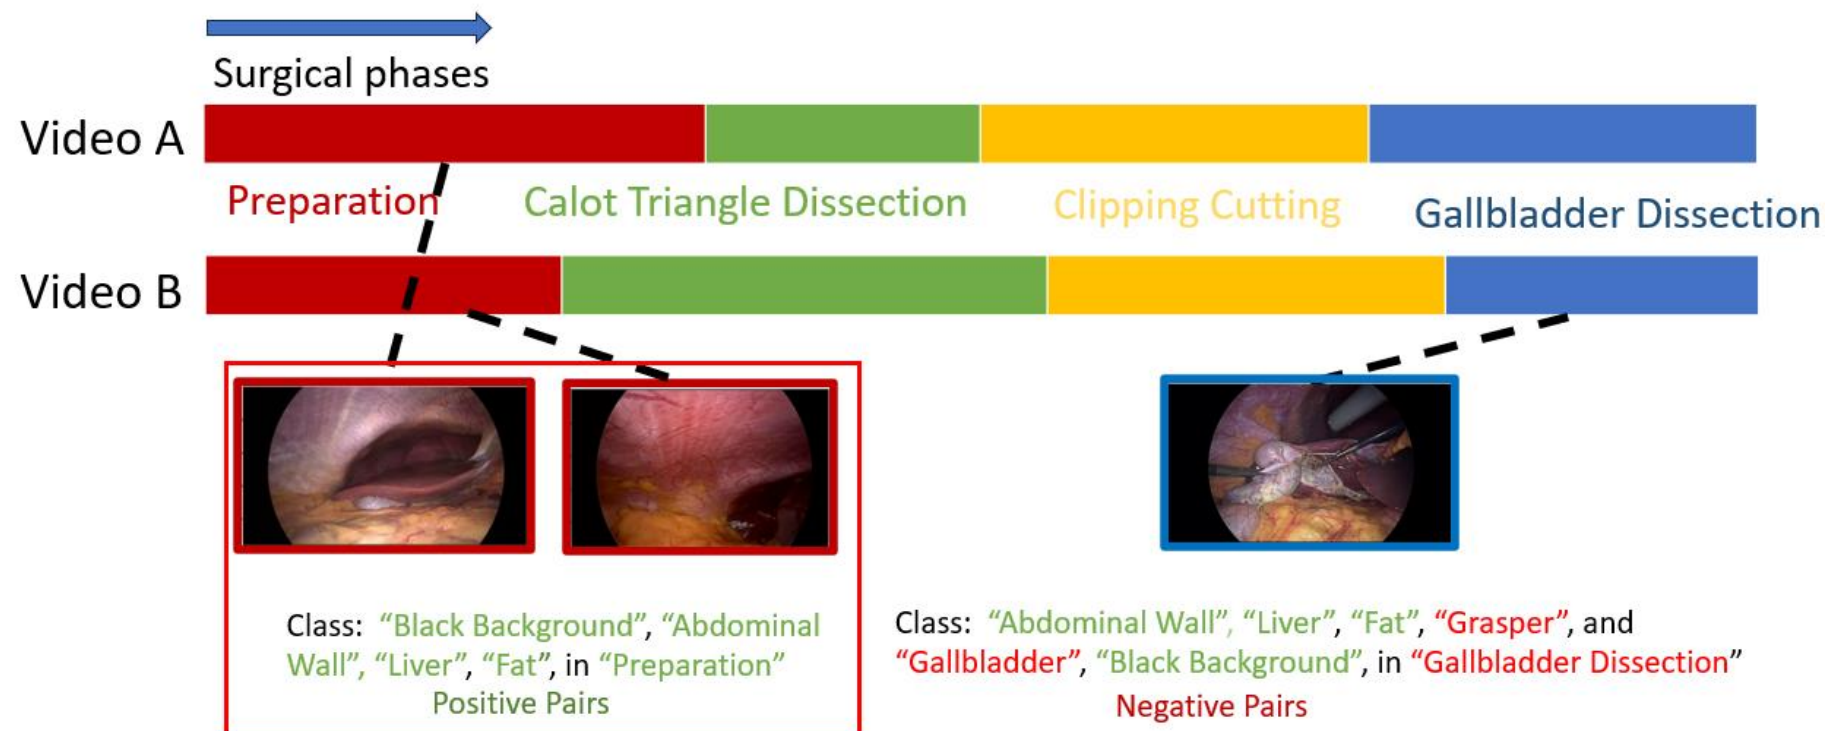 Surgical phases
Video A
Preparation
Calot Triangle Dissection
Clipping Cutting
Gallbladder Dissection
Video B
Class: “Black Background”, “Abdominal
Wall”, “Liver”, “Fat”, in “Preparation”
Positive Pairs
Class: “Abdominal Wall”, “Liver”, “Fat”, “Grasper”, and
“Gallbladder”, “Black Background”, in “Gallbladder Dissection”
Negative Pairs